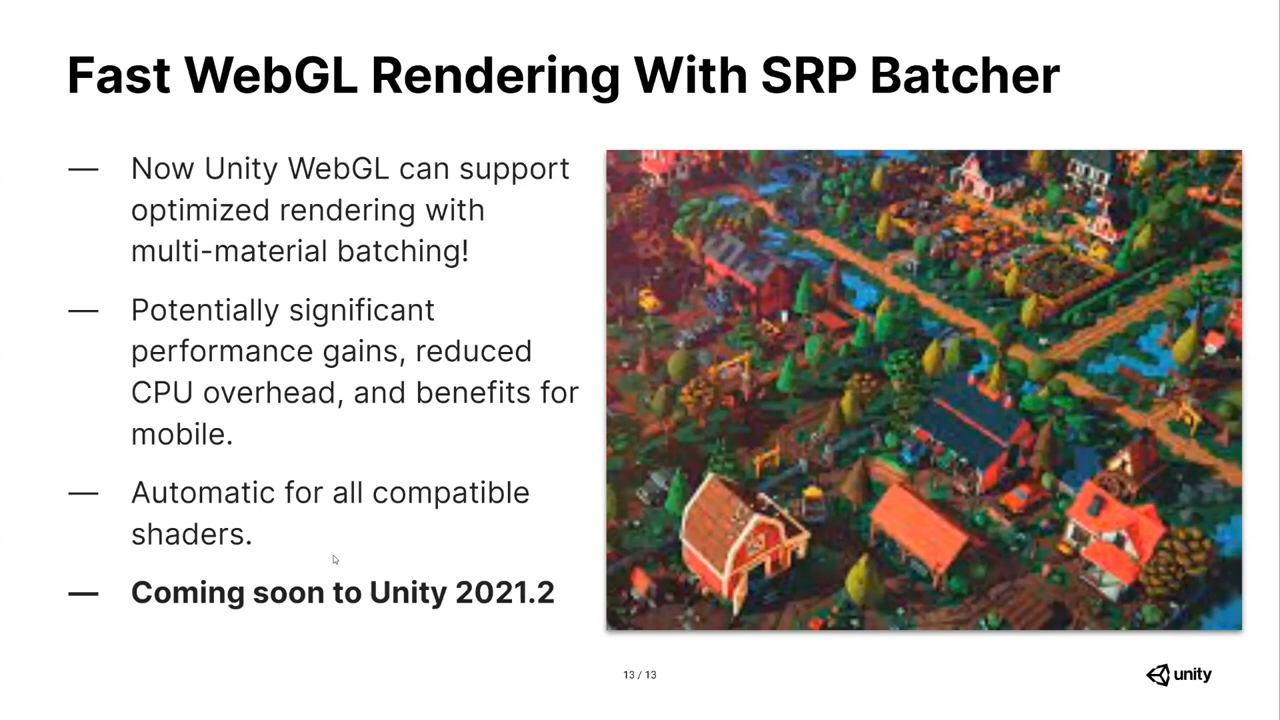 Fast WebGL Rendering With SRP Batcher
— Now Unity WebGL can support
optimized rendering with
multi-material batching!
— Potentially significant
performance gains, reduced
CPU overhead, and benefits for
mobile.
— Automatic for all compatible
shaders.
— Coming soon to Unity 2021.2
13 / 13
unity